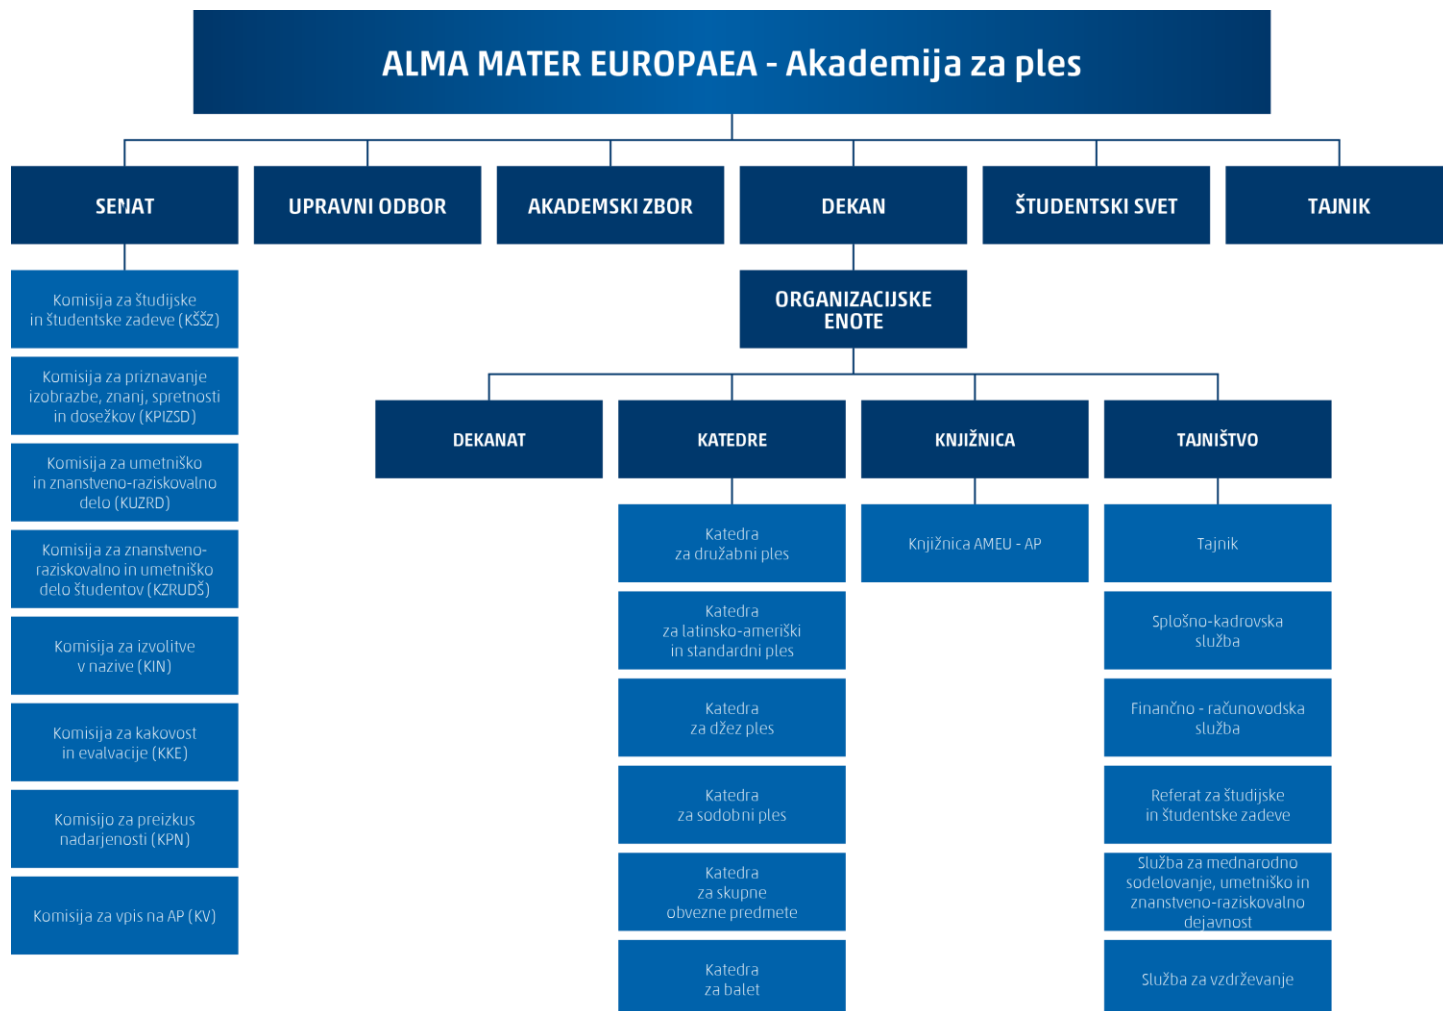 ALMA MATER EUROPAEA - Akademija za ples
SENAT
UPRAVNI ODBOR
AKADEMSKI ZBOR
DEKAN
ŠTUDENTSKI SVET
TAJNIK
Komisija za študijske
in študentske zadeve (KŠŠZ)
Komisija za priznavanje
izobrazbe, znanj, spretnosti
in dosežkov (KPIZSD)
Komisija za umetniško
in znanstveno-raziskovalno
delo (KUZRD)
Komisija za znanstveno-
raziskovalno in umetniško
delo študentov (KZRUDŠ)
Komisija za izvolitve
v nazive (KIN)
Komisija za kakovost
in evalvacije (KKE)
Komisijo za preizkus
nadarjenosti (KPN)
Komisija za vpis na AP (KV)
ORGANIZACIJSKE
ENOTE
DEKANAT
KATEDRE
KNJIŽNICA
TAJNIŠTVO
Katedra
za družabni ples
Katedra
za latinsko-ameriški
in standardni ples
Katedra
za džez ples
Katedra
za sodobni ples
Katedra
za skupne
obvezne predmete
Katedra
za balet
Knjižnica AMEU - AP
Tajnik
Splošno-kadrovska
služba
Finančno - računovodska
služba
Referat za študijske
in študentske zadeve
Služba za mednarodno
sodelovanje, umetniško in
znanstveno-raziskovalno
dejavnost
Služba za vzdrževanje